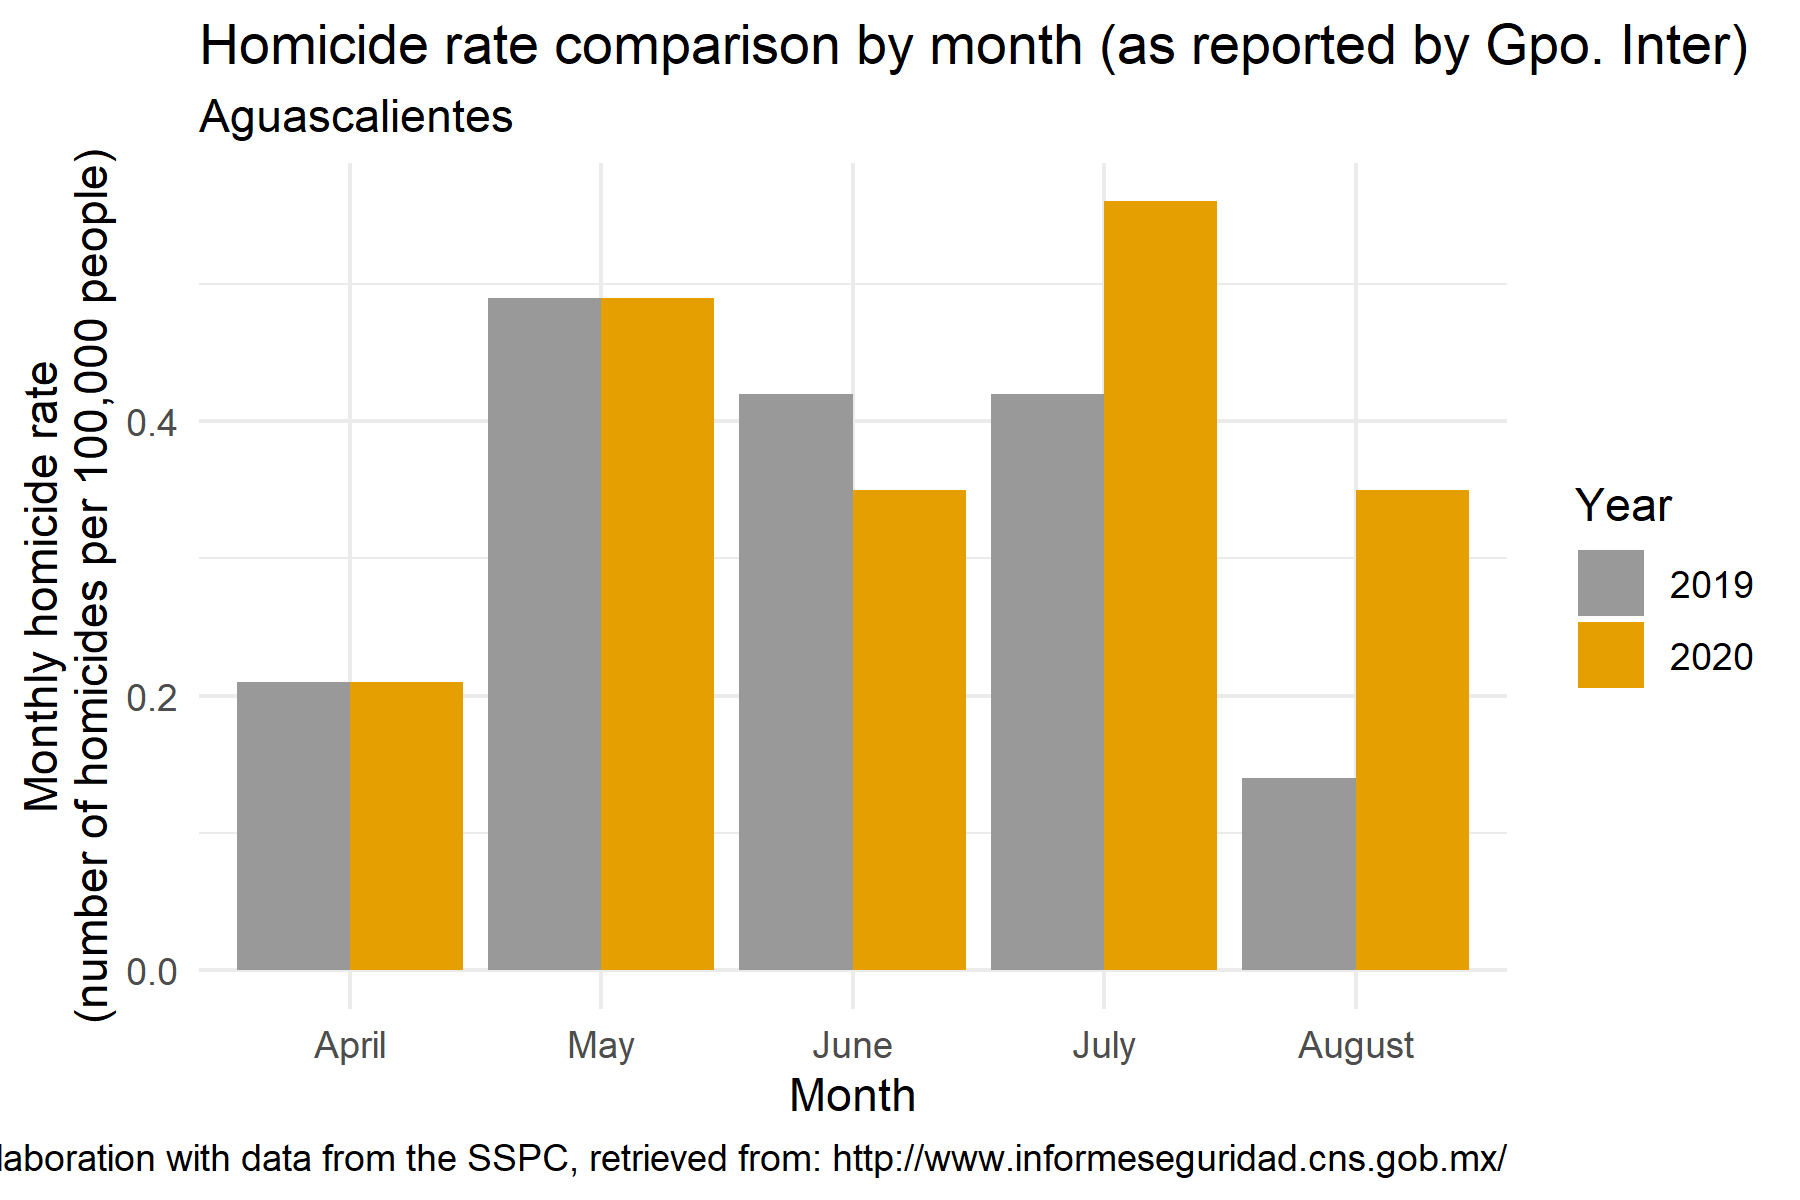 Homicide rate comparison by month (as reported by Gpo. Inter)
Aguascalientes
Monthly homicide rate
(number of homicides per 100,000 people)
0.4
0.2
0.0
April May June July August
Month
Year
2019
2020
laboration with data from the SSPC, retrieved from: http://www.informeseguridad.cns.gob.mx/